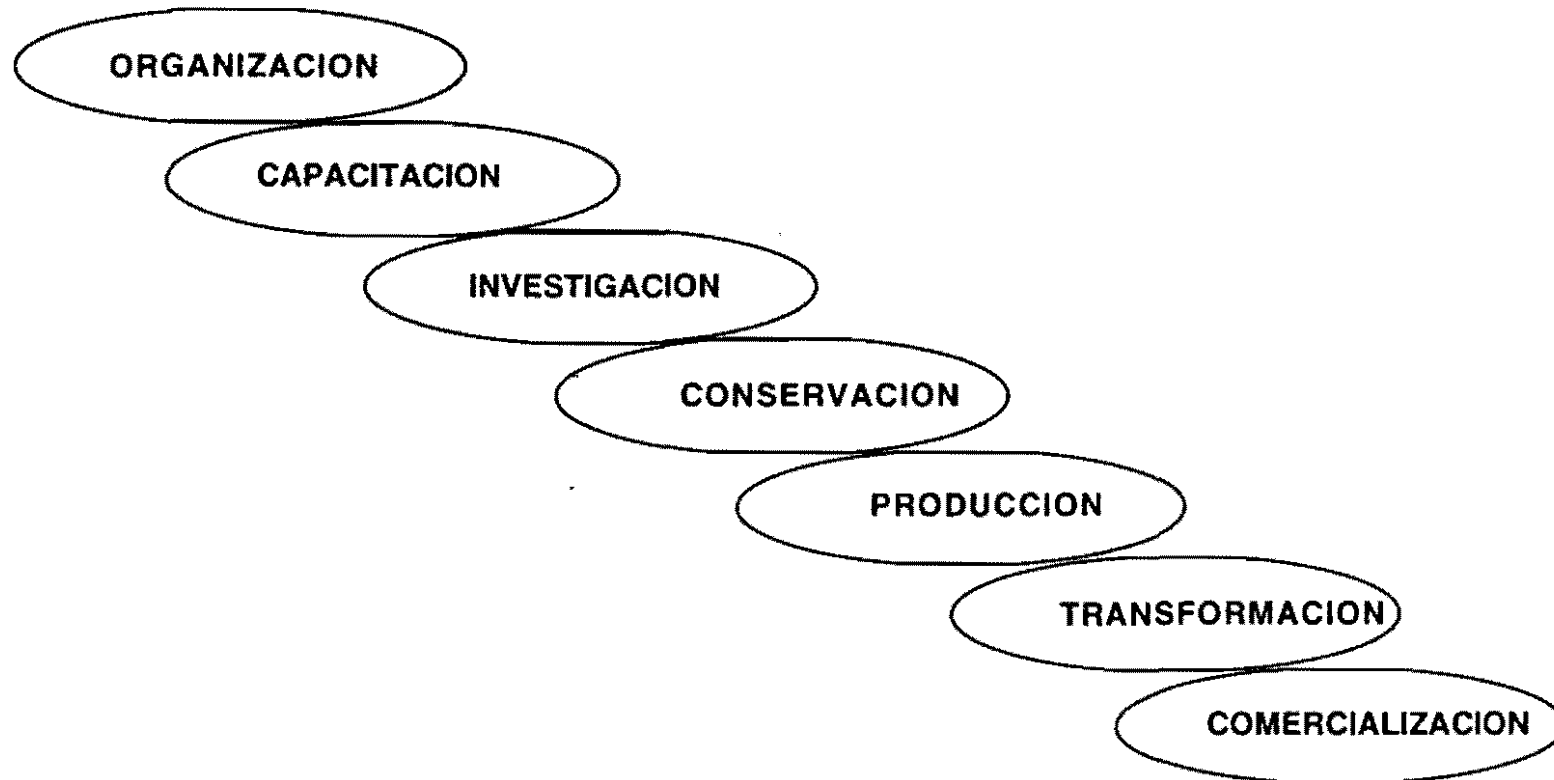 ORGANIZACION
CAPACITACION
INVESTIGACION
CONSERVACION
PRODUCCION
TRANSFORMACION
COMERCIALIZACION